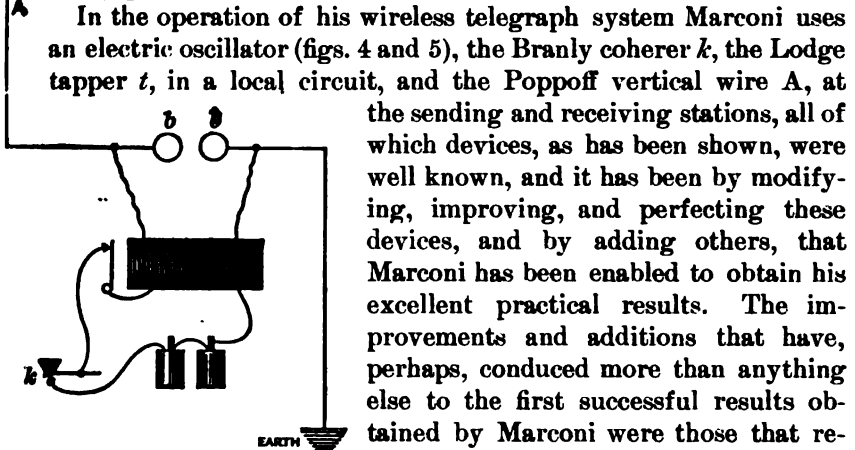 A
In the operation of his wireless telegraph system Marconi uses
an electric oscillator (figs. 4 and 5), the Branly coherer k, the Lodge
tapper t, in a local circuit, and the Poppoff vertical wire A, at
the sending and receiving stations, all of
which devices, as has been shown, were
well known, and it has been by modify-
ing, improving, and perfecting these
devices, and by adding others, that
Marconi has been enabled to obtain his
excellent practical results. The im-
provements and additions that have,
perhaps, conduced more than anything
else to the first successful results ob-
tained by Marconi were those that re-
b
k
EARTH